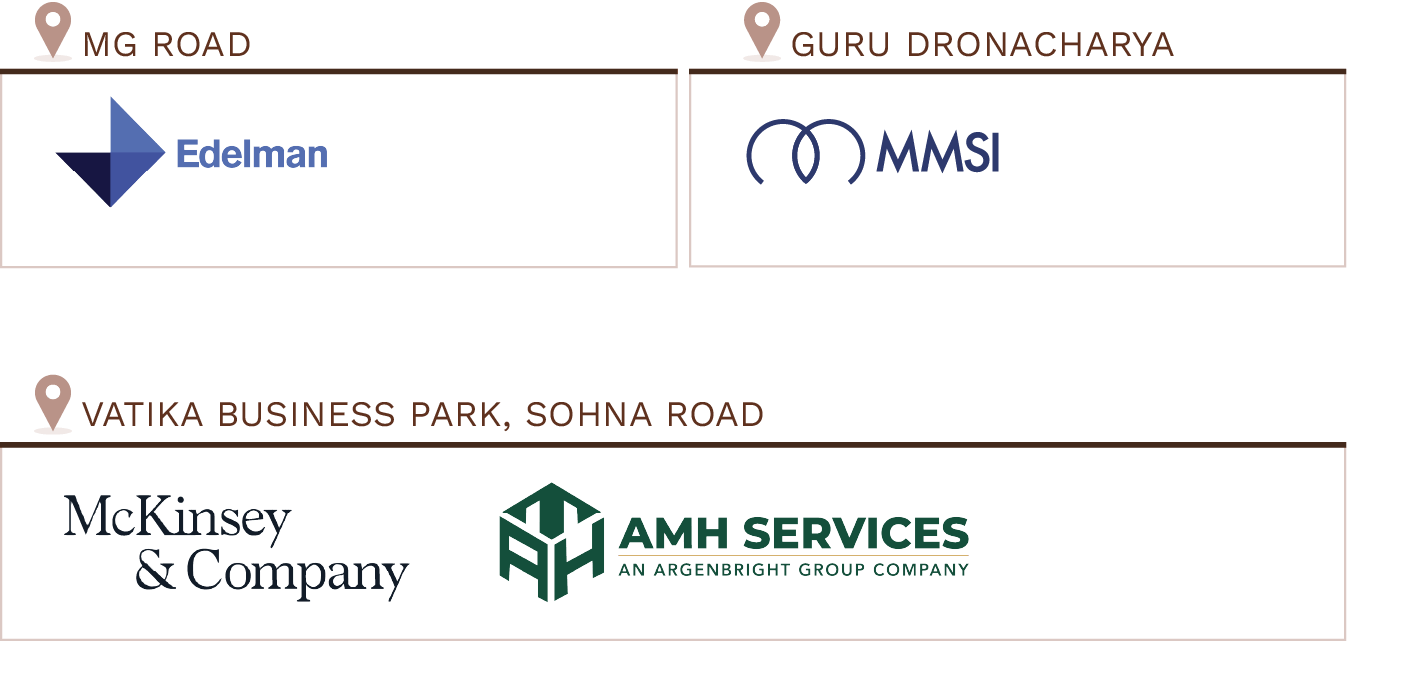 MG ROAD
GURU DRONACHARYA
Edelman
MMSI
VATIKA BUSINESS PARK, SOHNA ROAD
McKinsey
& Company
AMH SERVICES
AN ARGENBRIGHT GROUP COMPANY